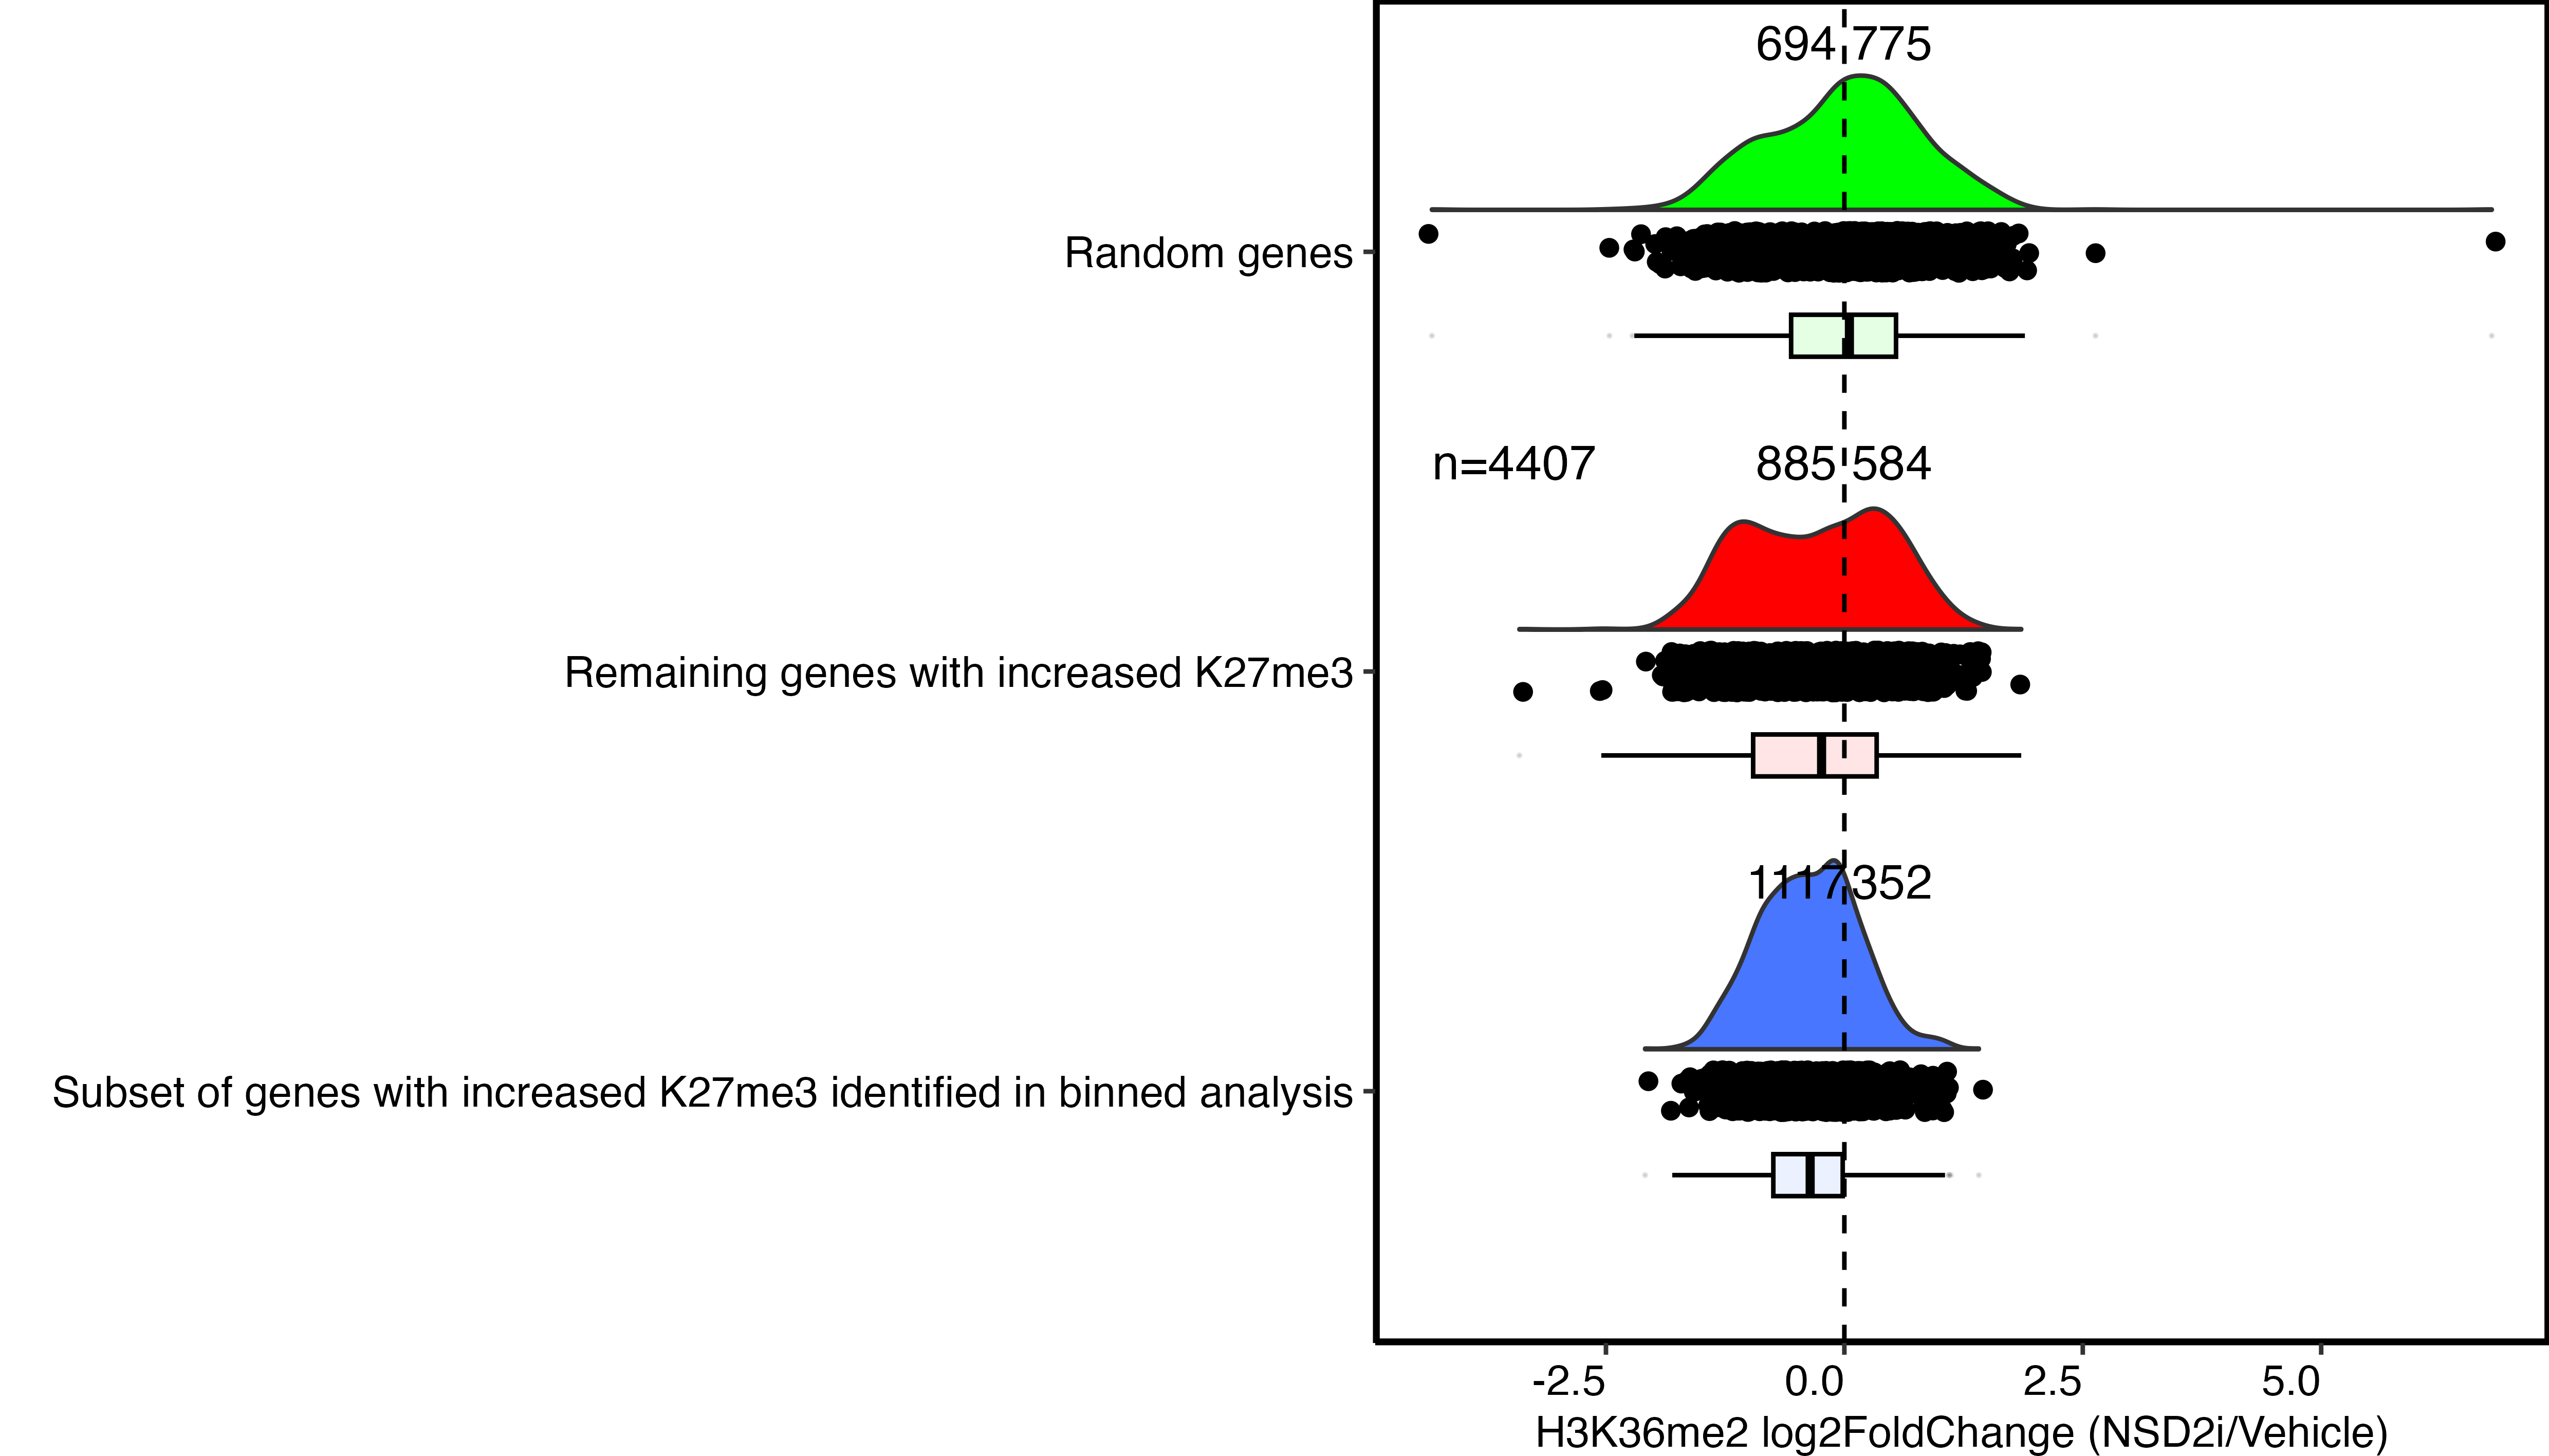 694 775
Random genes
n=4407 885 584
Remaining genes with increased K27me3
1117 352
Subset of genes with increased K27me3 identified in binned analysis
-2.5 0.0 2.5 5.0
H3K36me2 log2FoldChange (NSD2i/Vehicle)